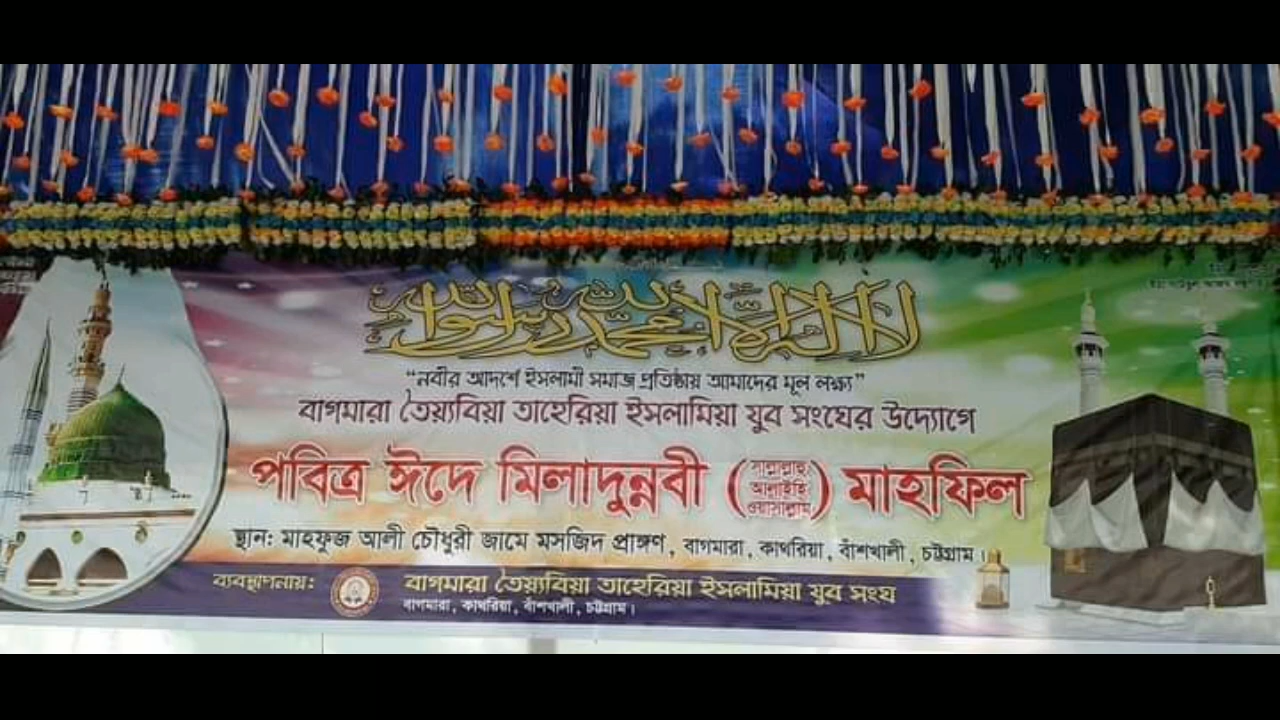 لا اله الا الله محمد رسول الله
“নবীর আদর্শে ইসলামী সমাজ প্রতিষ্ঠায় আমাদের মূল লক্ষ্য”
বাগমারা তৈয়্যবিয়া তাহেরিয়া ইসলামিয়া যুব সংঘের উদ্যোগে
পবিত্র ঈদে মিলাদুন্নবী (সাল্লাল্লাহু আলাইহি ওয়াসাল্লাম) মাহফিল
স্থান: মাহফুজ আলী চৌধুরী জামে মসজিদ প্রাঙ্গণ, বাগমারা, কাথরিয়া, বাঁশখালী, চট্টগ্রাম।
ব্যবস্থাপনায়: বাগমারা তৈয়্যবিয়া তাহেরিয়া ইসলামিয়া যুব সংঘ
বাগমারা, কাথরিয়া, বাঁশখালী, চট্টগ্রাম।